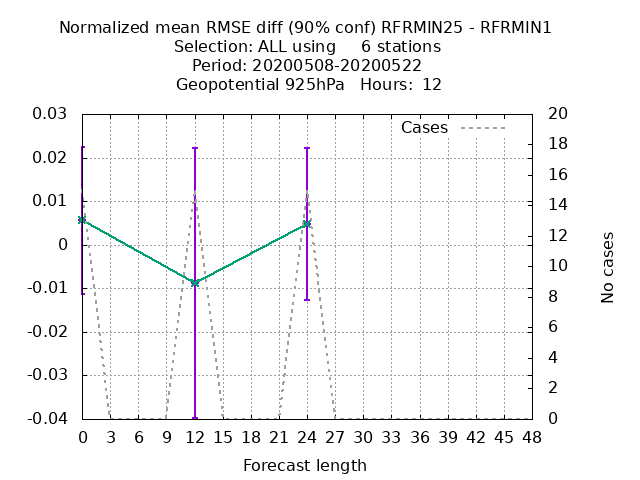 Normalized mean RMSE diff (90% conf) RFRMIN25 - RFRMIN1
Selection: ALL using     6 stations
Period: 20200508-20200522
Geopotential 925hPa   Hours:  12
Cases
0.03
0.02
0.01
0
-0.01
-0.02
-0.03
-0.04
20
18
16
14
12
10
8
6
4
2
0
No cases
0 3 6 9 12 15 18 21 24 27 30 33 36 39 42 45 48
Forecast length